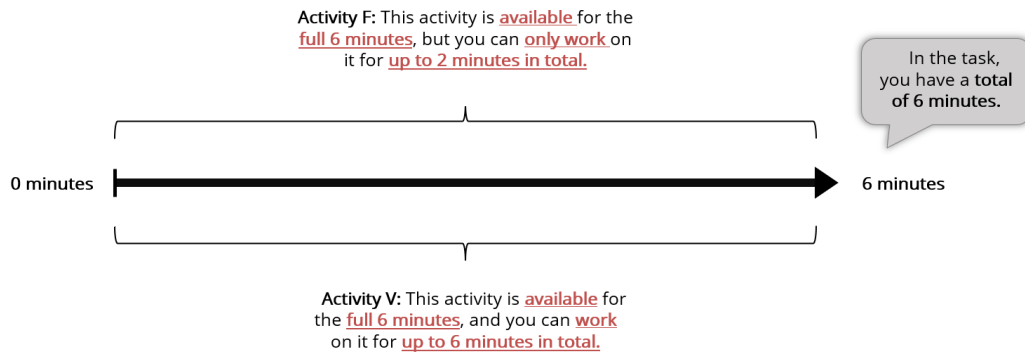 Activity F: This activity is available for the
full 6 minutes, but you can only work on
it for up to 2 minutes in total.
In the task,
you have a total
of 6 minutes.
0 minutes
6 minutes
Activity V: This activity is available for
the full 6 minutes, and you can work
on it for up to 6 minutes in total.